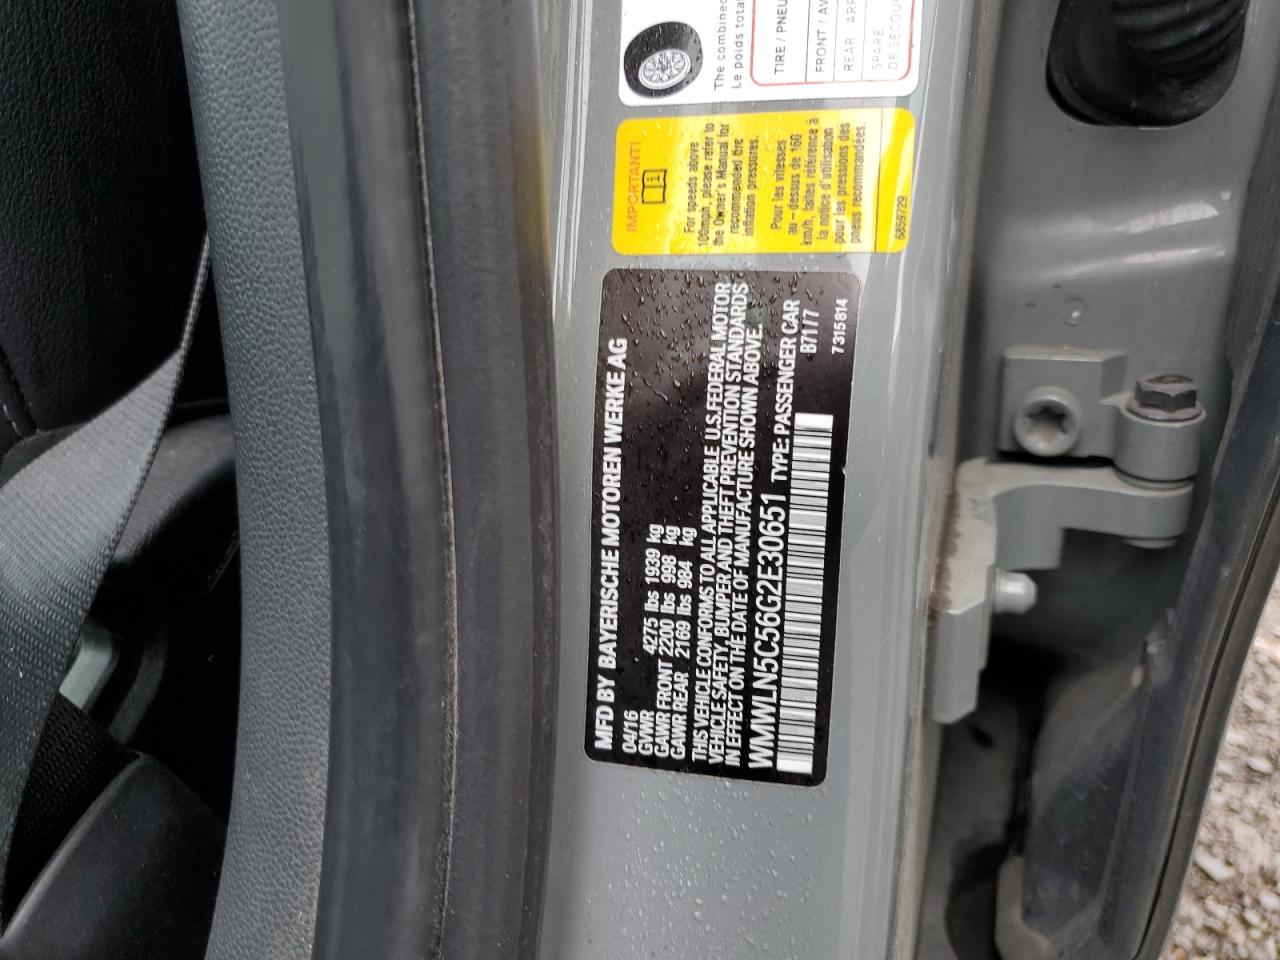 MFD BY BAYERISCHE MOTOREN WERKE AG
04/16
GVWR 4275 lbs 1939 kg
GAWR FRONT 2200 lbs 998 kg
GAWR REAR 2169 lbs 984 kg
THIS VEHICLE CONFORMS TO ALL APPLICABLE U.S. FEDERAL MOTOR
VEHICLE SAFETY, BUMPER AND THEFT PREVENTION STANDARDS
IN EFFECT ON THE DATE OF MANUFACTURE SHOWN ABOVE.
WMWLN5C56G2E30651 TYPE: PASSENGER CAR
B71/7
7315814
IMPORTANT!
i
For speeds above
100mph, please refer to
the Owner's Manual for
recommended tire
inflation pressures.
Pour les vitesses
au-dessus de 160
km/h, faites référence à
la notice d'utilisation
pour les pressions des
pneus recommandées.
6859729
The combined
Le poids total
TIRE / PNEU
FRONT / AV
REAR ARR
SPARE
DE SECOU